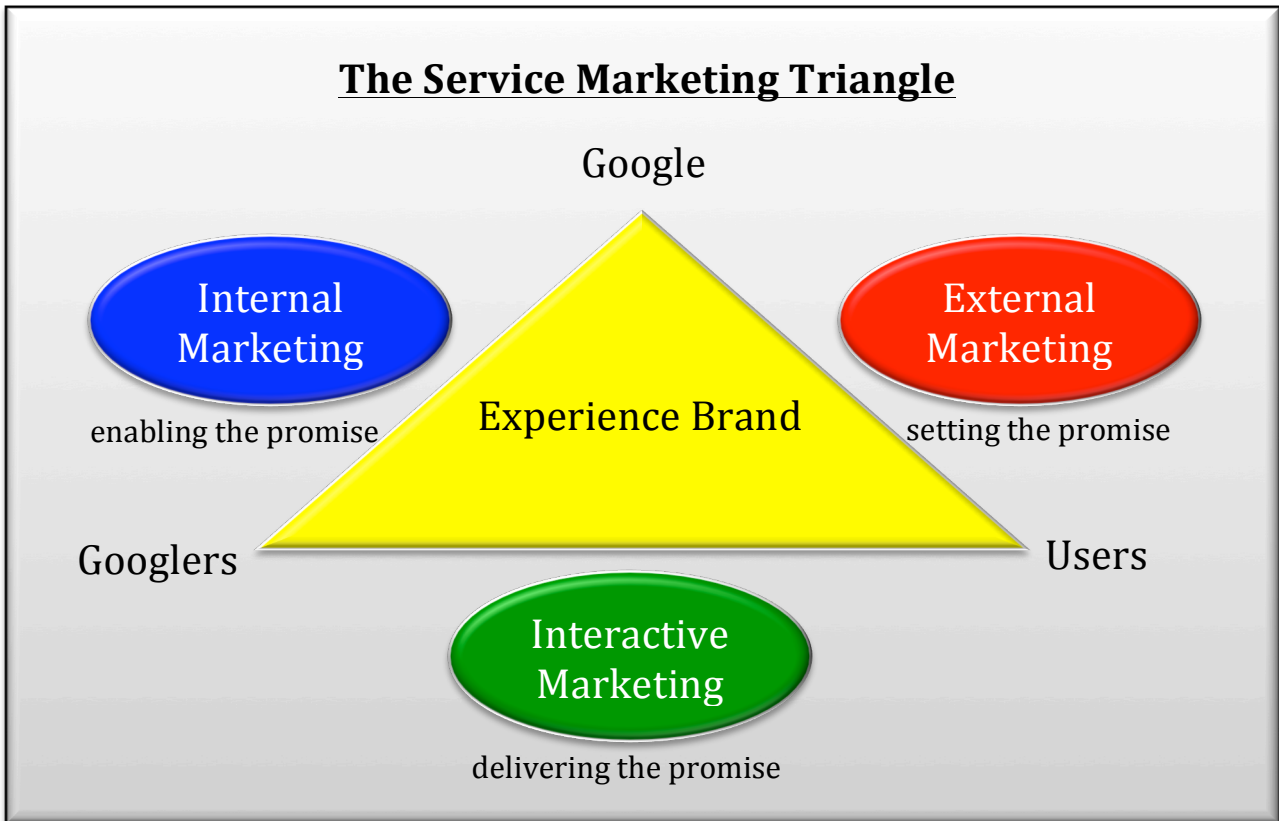 The Service Marketing Triangle
Google
Internal
Marketing
enabling the promise
External
Marketing
setting the promise
Experience Brand
Googlers
Users
Interactive
Marketing
delivering the promise